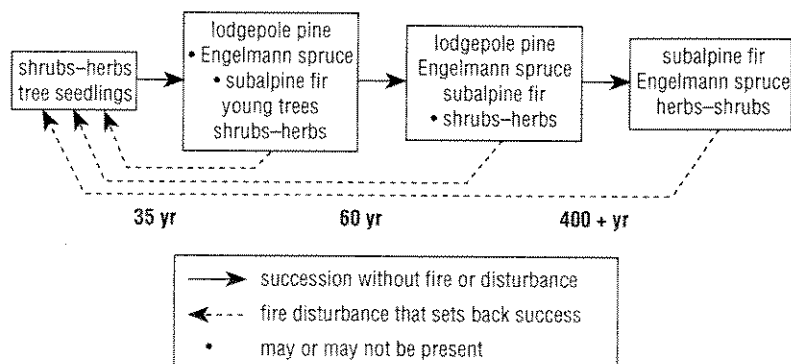 shrubs–herbs
tree seedlings
lodgepole pine
• Engelmann spruce
• subalpine fir
young trees
shrubs–herbs
lodgepole pine
Engelmann spruce
subalpine fir
• shrubs–herbs
subalpine fir
Engelmann spruce
herbs–shrubs
35 yr
60 yr
400 + yr
succession without fire or disturbance
fire disturbance that sets back success
• may or may not be present